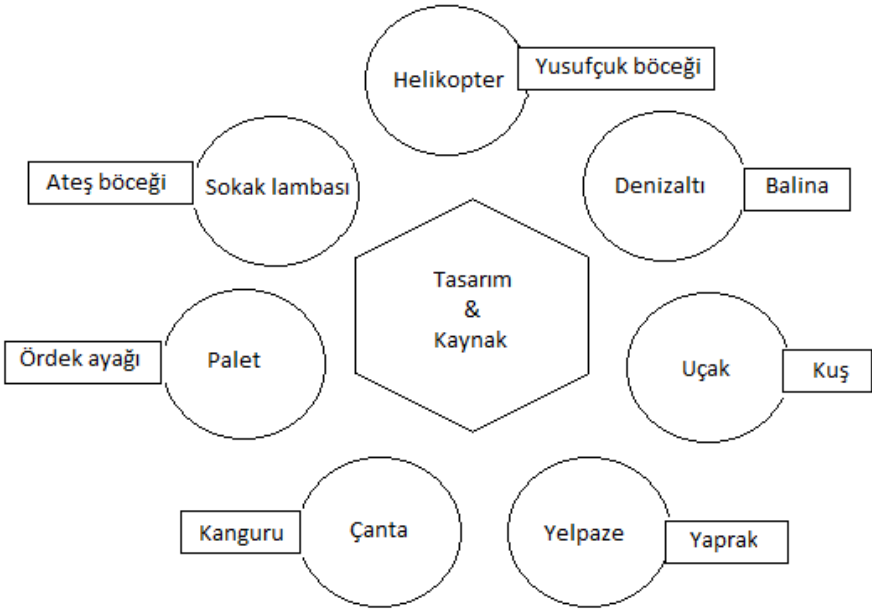 Helikopter
Yusufçuk böceği
Ateş böceği
Sokak lambası
Denizaltı
Balina
Tasarım
&
Kaynak
Ördek ayağı
Palet
Uçak
Kuş
Kanguru
Çanta
Yelpaze
Yaprak